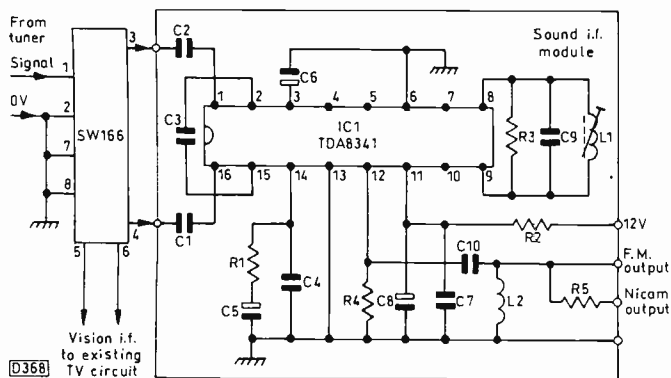 From
tuner
Signal
0V
1
2
7
8
SW166
3
4
5
6
Vision i.f.
to existing
TV circuit
D368
C2
C1
C3
C6
Sound i.f.
module
1
2
3
4
5
6
7
8
IC1
TDA8341
16
15
14
13
12
11
10
9
R3
C9
L1
R1
C5
C4
R4
C8
C7
C10
L2
R2
R5
12V
F.M.
output
Nicam
output